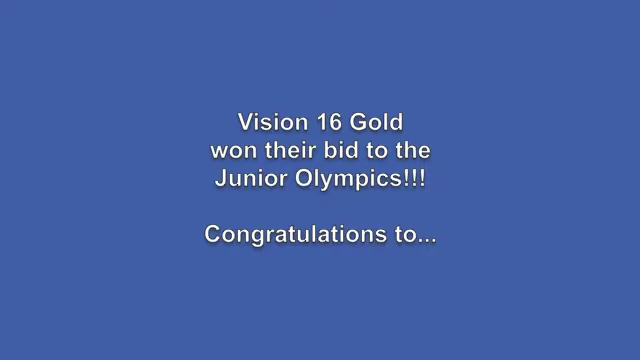 Vision 16 Gold
won their bid to the
Junior Olympics!!!
Congratulations to...